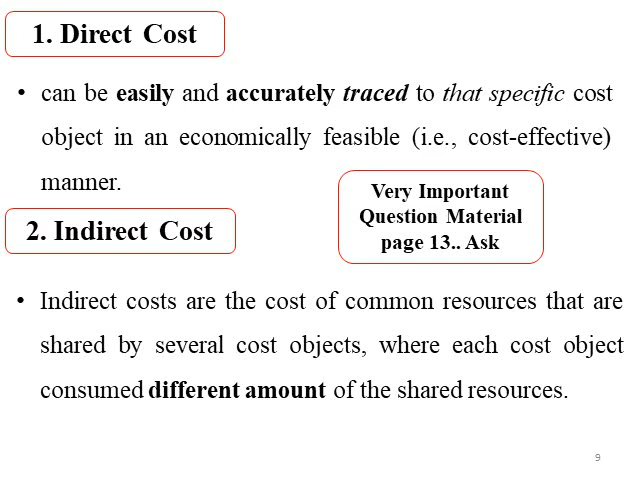 1. Direct Cost
• can be easily and accurately traced to that specific cost
object in an economically feasible (i.e., cost-effective)
manner.
Very Important
Question Material
page 13.. Ask
2. Indirect Cost
• Indirect costs are the cost of common resources that are
shared by several cost objects, where each cost object
consumed different amount of the shared resources.
9